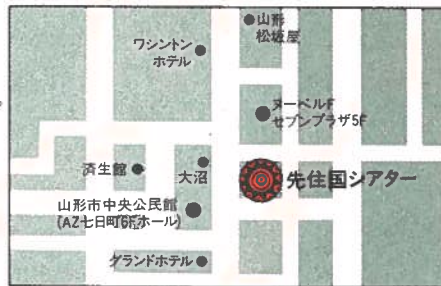 山形
松坂屋
ワシントン
ホテル
ヌーベルF
セブンプラザ5F
済生館
大沼
先住国シアター
山形市中央公民館
(AZ七日町6Fホール)
グランドホテル